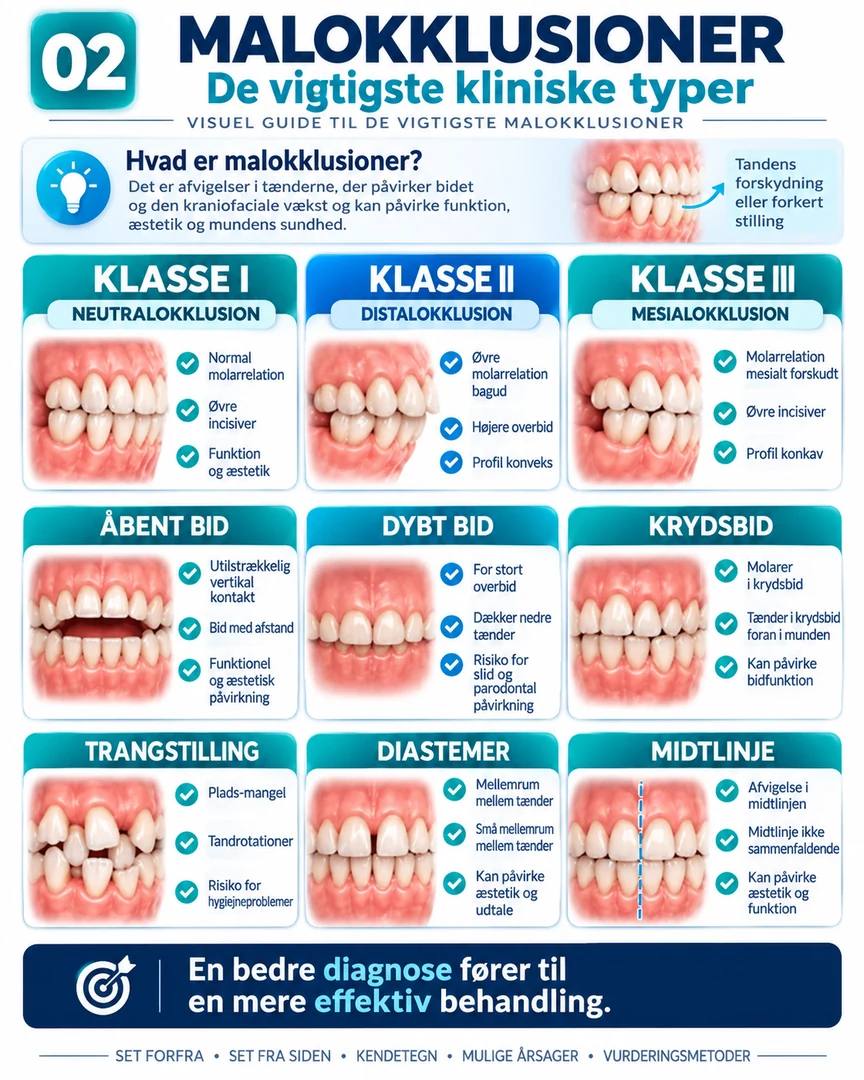 02
MALOKKLUSIONER
De vigtigste kliniske typer
VISUEL GUIDE TIL DE VIGTIGSTE MALOKKLUSIONER
Hvad er malokklusioner?
Det er afvigelser i tænderne, der påvirker bidet
og den kraniofaciale vækst og kan påvirke funktion,
æstetik og mundens sundhed.
Tandens
forskydning
eller forkert
stilling
KLASSE I
NEUTRALOKKLUSION
Normal
molarrelation
Øvre
incisiver
Funktion
og æstetik
KLASSE II
DISTALOKKLUSION
Øvre
molarrelation
bagud
Højere overbid
Profil konveks
KLASSE III
MESIALOKKLUSION
Molarrelation
mesialt forskudt
Øvre incisiver
Profil konkav
ÅBENT BID
Utilstrækkelig
vertikal
kontakt
Bid med afstand
Funktionel
og æstetisk
påvirkning
DYBT BID
For stort
overbid
Dækker nedre
tænder
Risiko for
slid og
parodontal
påvirkning
KRYDSBID
Molarer
i krydsbid
Tænder i krydsbid
foran i munden
Kan påvirke
bidfunktion
TRANGSTILLING
Plads-mangel
Tandrotationer
Risiko for
hygiejneproblemer
DIASTEMER
Mellemrum
mellem tænder
Små mellemrum
mellem tænder
Kan påvirke
æstetik og
udtale
MIDTLINJE
Afvigelse i
midtlinjen
Midtlinje ikke
sammenfaldende
Kan påvirke
æstetik og
funktion
En bedre diagnose fører til
en mere effektiv behandling.
SET FORFRA • SET FRA SIDEN • KENDETEGN • MULIGE ÅRSAGER • VURDERINGSMETODER